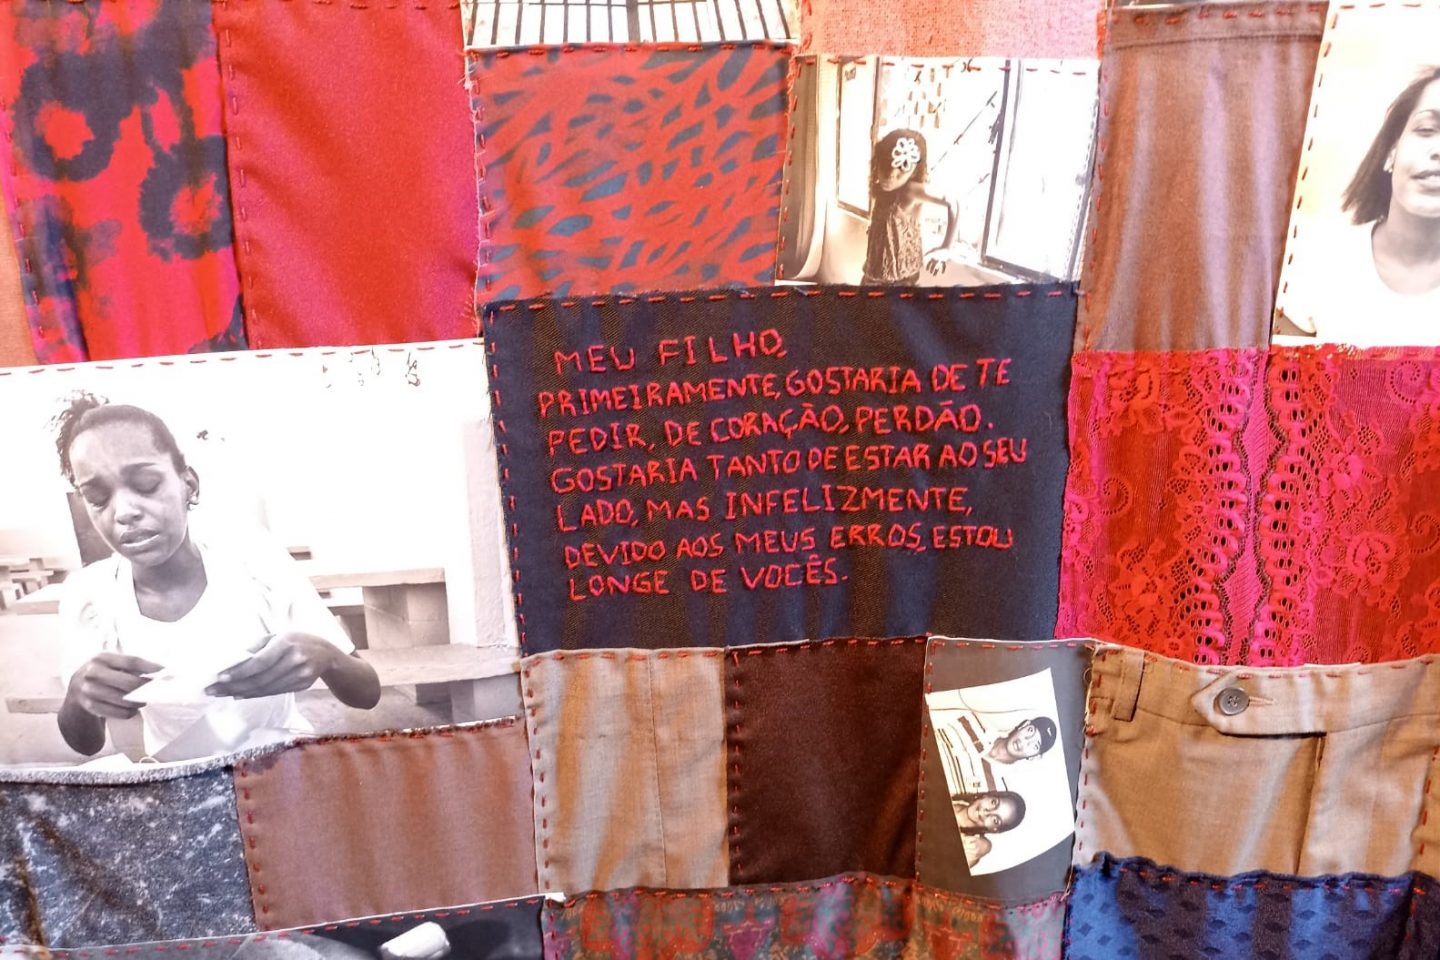 MEU FILHO,
PRIMEIRAMENTE, GOSTARIA DE TE
PEDIR, DE CORAÇÃO, PERDÃO.
GOSTARIA TANTO DE ESTAR AO SEU
LADO, MAS INFELIZMENTE,
DEVIDO AOS MEUS ERROS, ESTOU
LONGE DE VOCÊS.